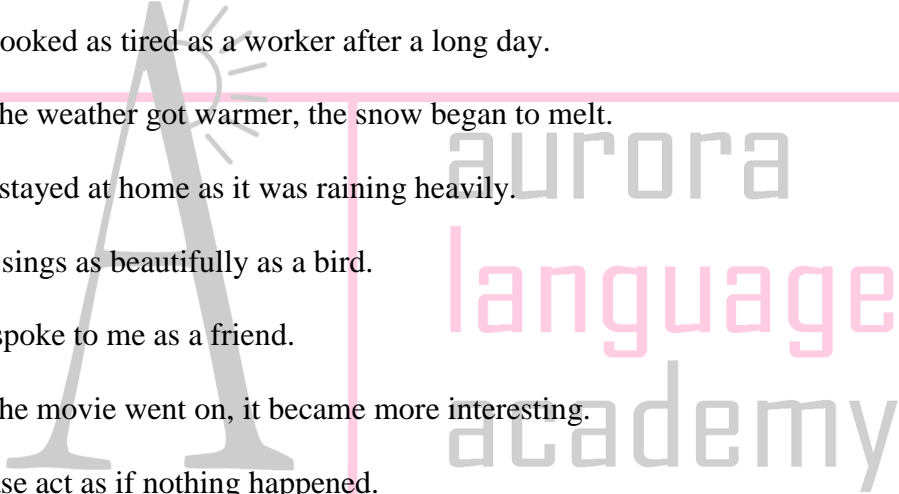 ooked as tired as a worker after a long day.
he weather got warmer, the snow began to melt.
stayed at home as it was raining heavily.
sings as beautifully as a bird.
spoke to me as a friend.
he movie went on, it became more interesting.
se act as if nothing happened.
aurora
language
academy